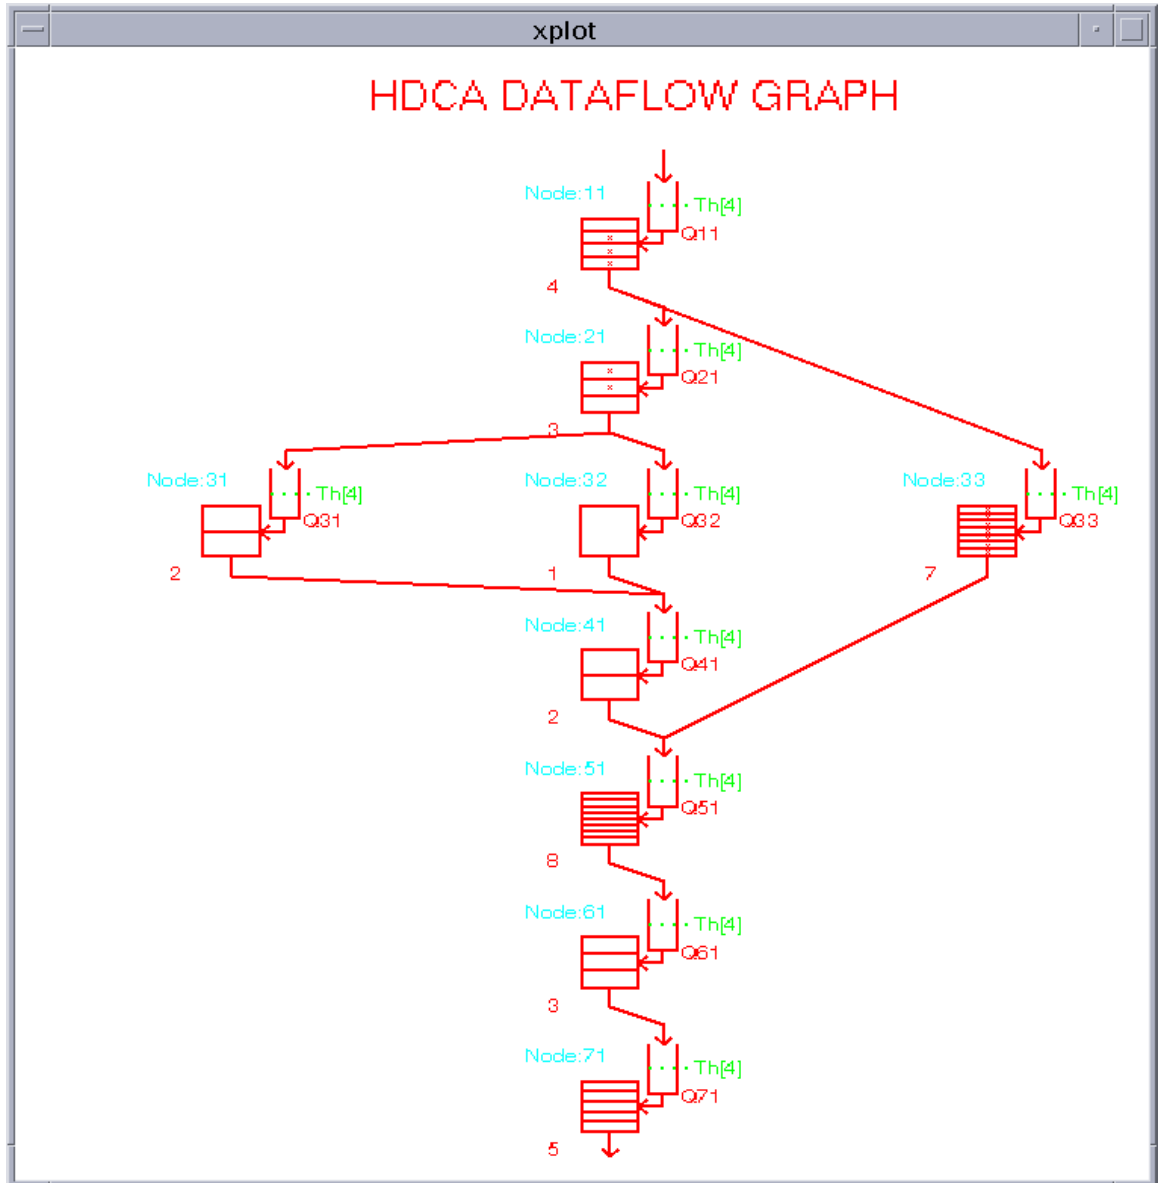 xplot
HDCA DATAFLOW GRAPH
Node:11
Th[4]
Q11
4
Node:21
Th[4]
Q21
3
Node:31
Th[4]
Q31
2
Node:32
Th[4]
Q32
1
Node:33
Th[4]
Q33
7
Node:41
Th[4]
Q41
2
Node:51
Th[4]
Q51
8
Node:61
Th[4]
Q61
3
Node:71
Th[4]
Q71
5